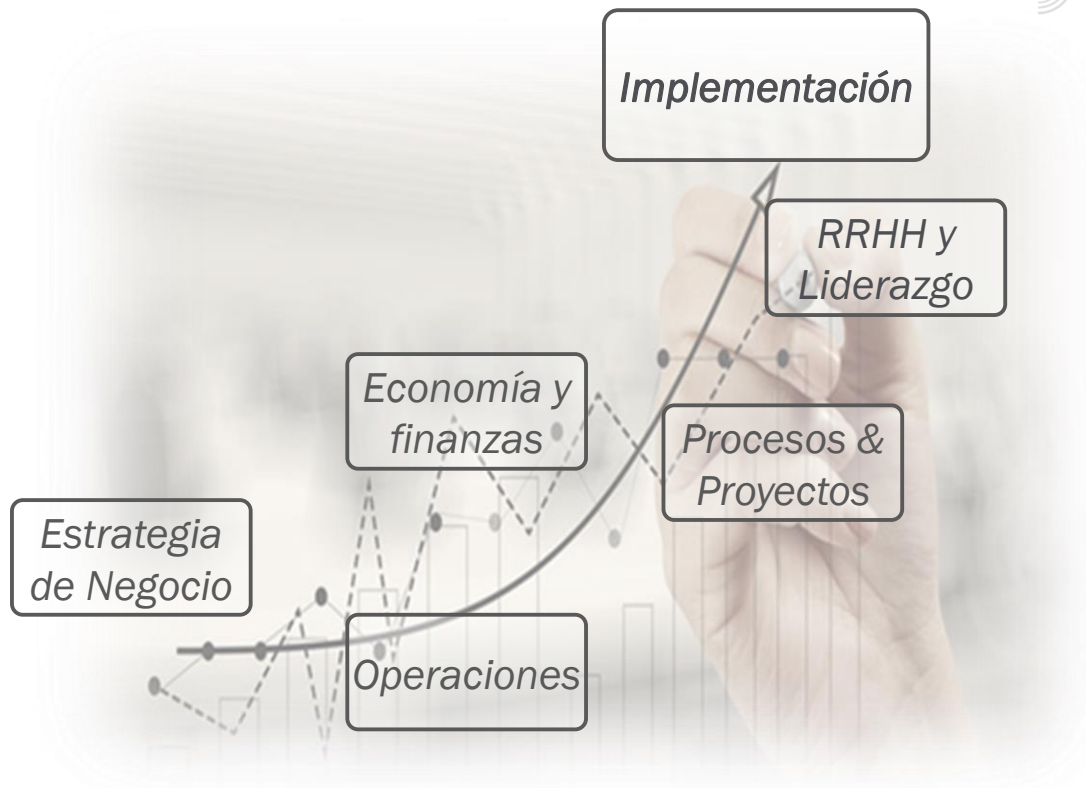 Implementación
RRHH y
Liderazgo
Economía y
finanzas
Procesos &
Proyectos
Estrategia
de Negocio
Operaciones